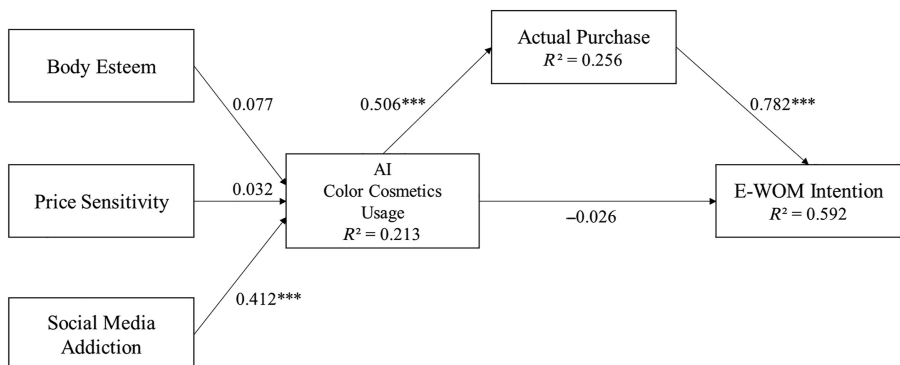 Actual Purchase
R² = 0.256
Body Esteem
0.077
0.506***
0.782***
Price Sensitivity
0.032
AI
Color Cosmetics
Usage
R² = 0.213
−0.026
E-WOM Intention
R² = 0.592
0.412***
Social Media
Addiction